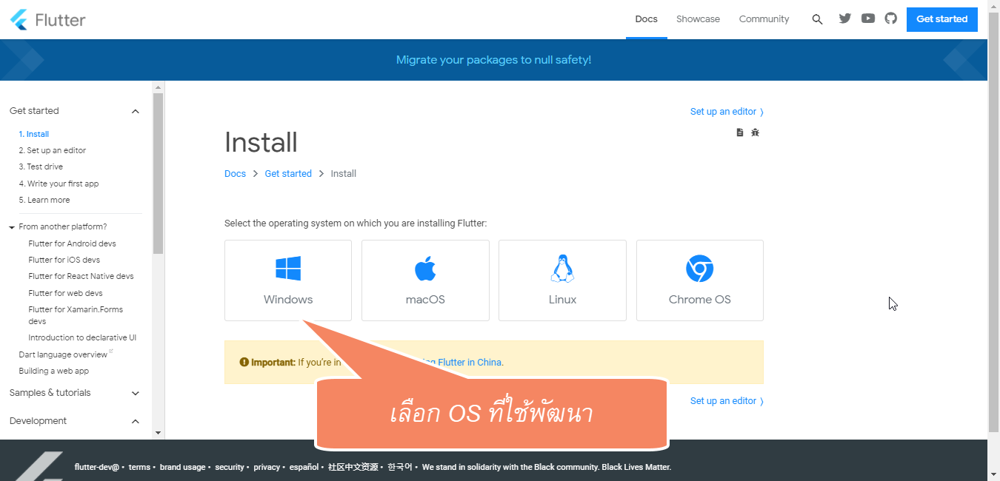 Flutter
Docs Showcase Community Get started
Migrate your packages to null safety!
Get started
1. Install
2. Set up an editor
3. Test drive
4. Write your first app
5. Learn more
From another platform?
Flutter for Android devs
Flutter for iOS devs
Flutter for React Native devs
Flutter for web devs
Flutter for Xamarin.Forms
devs
Introduction to declarative UI
Dart language overview
Building a web app
Samples & tutorials
Development
Set up an editor ⟩
Install
Docs > Get started > Install
Select the operating system on which you are installing Flutter:
Windows macOS Linux Chrome OS
Important: If you're in Flutter in China.
เลือก OS ที่ใช้พัฒนา
Set up an editor ⟩
flutter-dev@ • terms • brand usage • security • privacy • español • 社区中文资源 • 한국어 • We stand in solidarity with the Black community. Black Lives Matter.